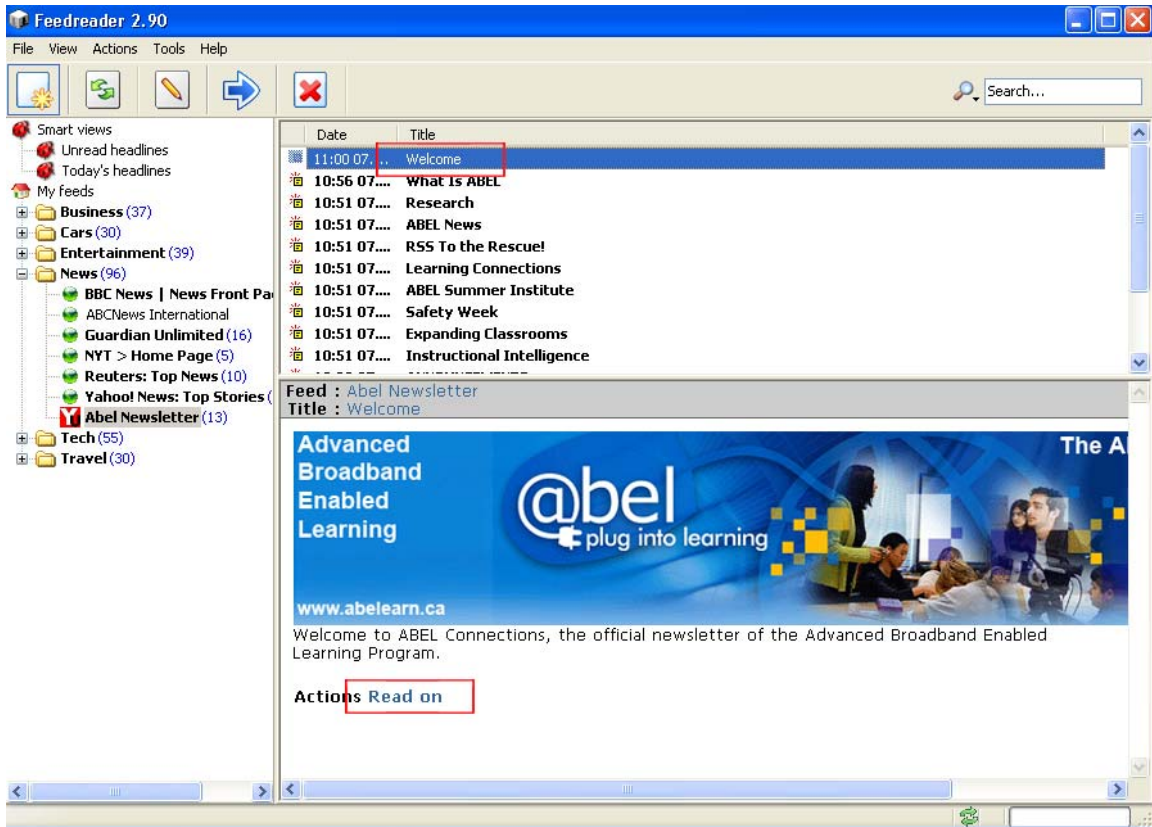 Feedreader 2.90
File View Actions Tools Help
Search...
Smart views
Unread headlines
Today's headlines
My feeds
Business (37)
Cars (30)
Entertainment (39)
News (96)
BBC News | News Front Pa
ABCNews International
Guardian Unlimited (16)
NYT > Home Page (5)
Reuters: Top News (10)
Yahoo! News: Top Stories (
Abel Newsletter (13)
Tech (55)
Travel (30)
Date Title
11:00 07.... Welcome
10:56 07.... What Is ABEL
10:51 07.... Research
10:51 07.... ABEL News
10:51 07.... RSS To the Rescue!
10:51 07.... Learning Connections
10:51 07.... ABEL Summer Institute
10:51 07.... Safety Week
10:51 07.... Expanding Classrooms
10:51 07.... Instructional Intelligence
Feed : Abel Newsletter
Title : Welcome
Advanced
Broadband
Enabled
Learning
@bel
plug into learning
The A
www.abelearn.ca
Welcome to ABEL Connections, the official newsletter of the Advanced Broadband Enabled
Learning Program.
Actions Read on